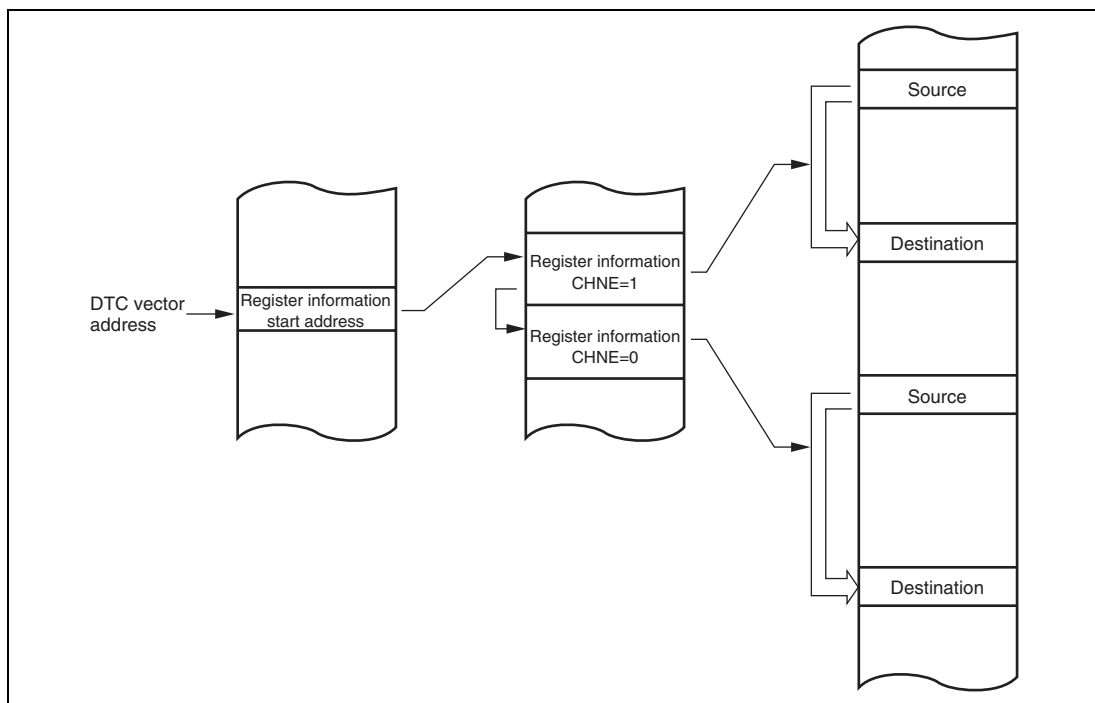 DTC vector
address
Register information
start address
Register information
CHNE=1
Register information
CHNE=0
Source
Destination
Source
Destination